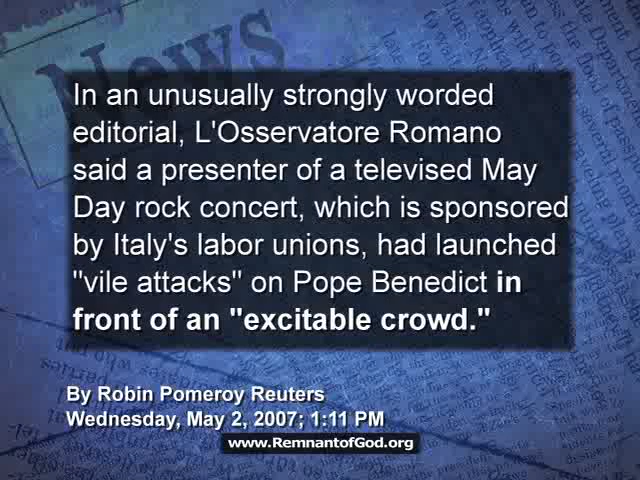 News
In an unusually strongly worded
editorial, L'Osservatore Romano
said a presenter of a televised May
Day rock concert, which is sponsored
by Italy's labor unions, had launched
"vile attacks" on Pope Benedict in
front of an "excitable crowd."
By Robin Pomeroy Reuters
Wednesday, May 2, 2007; 1:11 PM
www.RemnantofGod.org